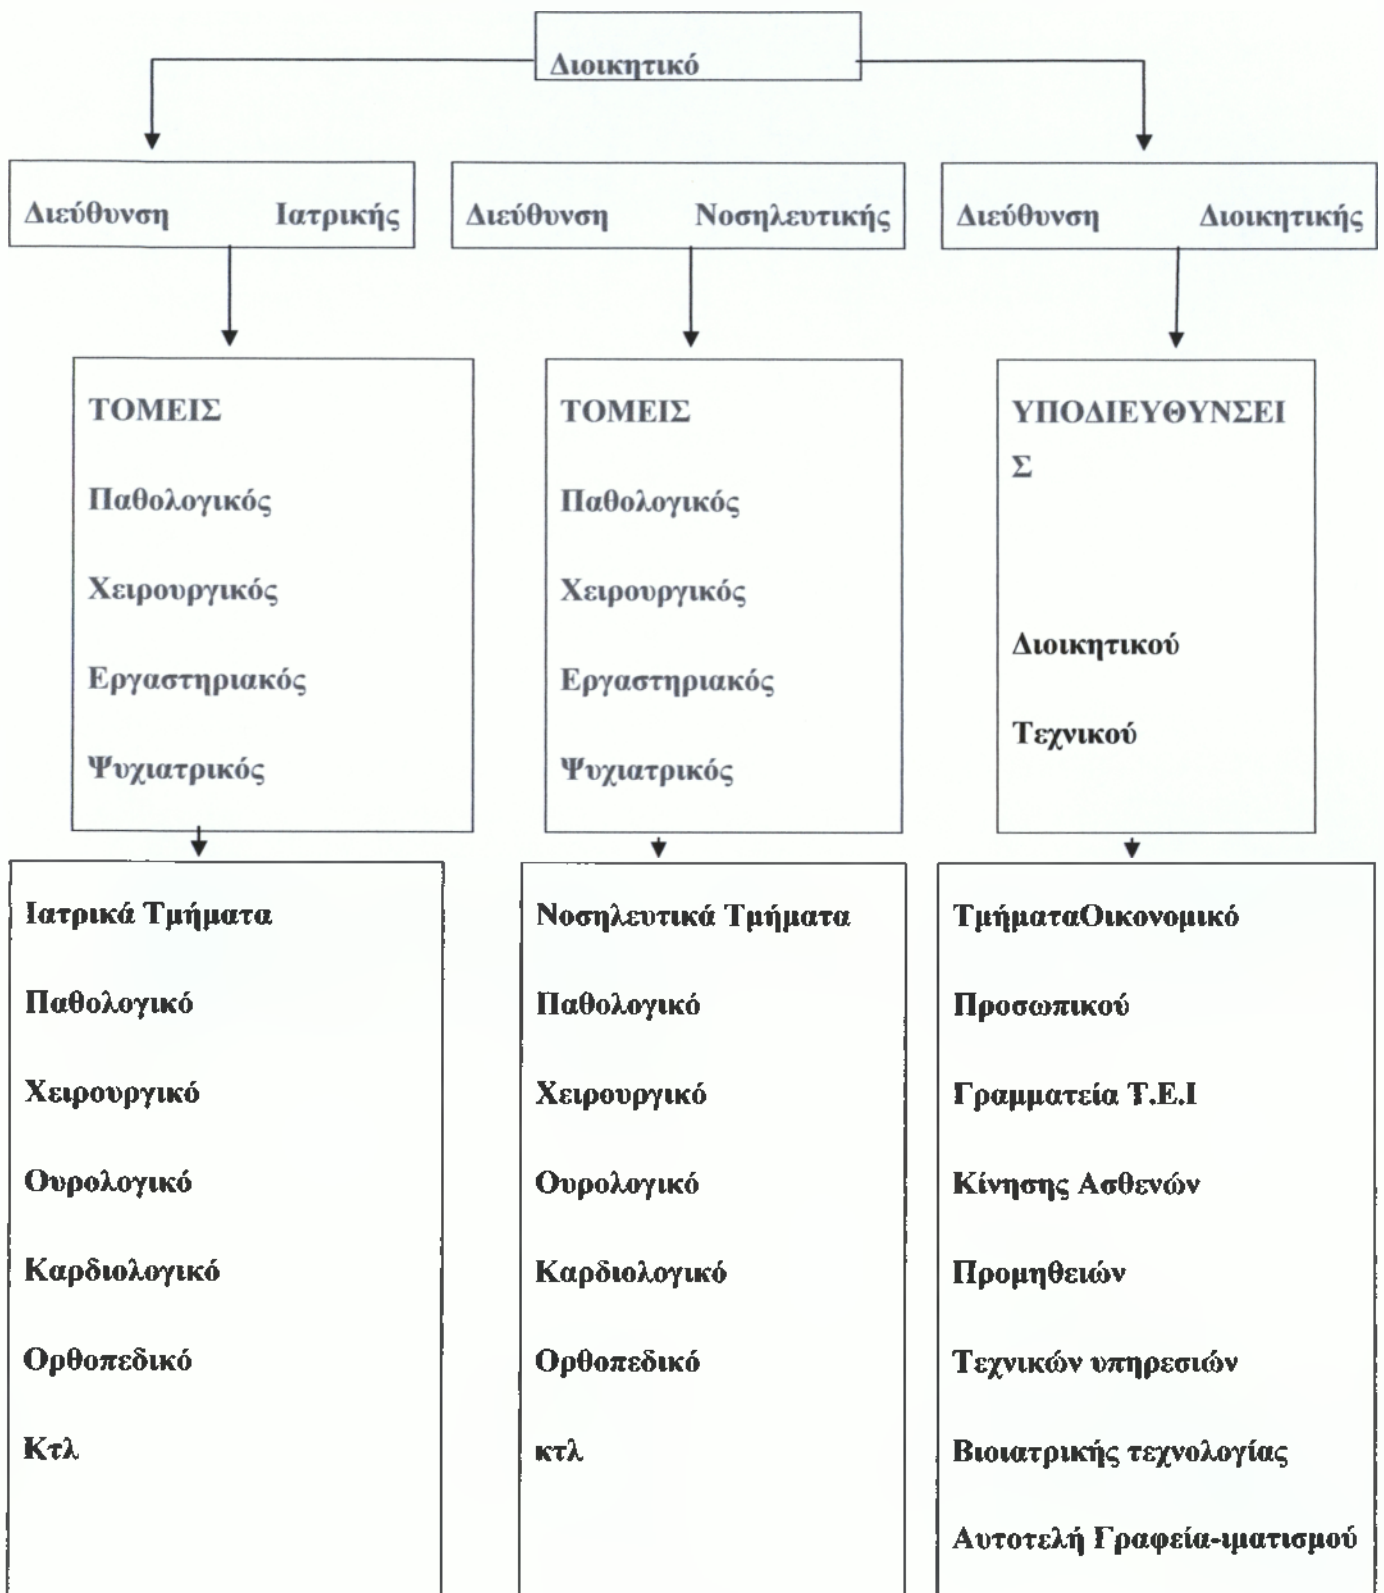 Διοικητικό
Διεύθυνση Ιατρικής
Διεύθυνση Νοσηλευτικής
Διεύθυνση Διοικητικής
ΤΟΜΕΙΣ
Παθολογικός
Χειρουργικός
Εργαστηριακός
Ψυχιατρικός
ΤΟΜΕΙΣ
Παθολογικός
Χειρουργικός
Εργαστηριακός
Ψυχιατρικός
ΥΠΟΔΙΕΥΘΥΝΣΕΙ
Σ
Διοικητικού
Τεχνικού
Ιατρικά Τμήματα
Παθολογικό
Χειρουργικό
Ουρολογικό
Καρδιολογικό
Ορθοπεδικό
Κτλ
Νοσηλευτικά Τμήματα
Παθολογικό
Χειρουργικό
Ουρολογικό
Καρδιολογικό
Ορθοπεδικό
κτλ
ΤμήματαΟικονομικό
Προσωπικού
Γραμματεία Τ.Ε.Ι
Κίνησης Ασθενών
Προμηθειών
Τεχνικών υπηρεσιών
Βιοιατρικής τεχνολογίας
Αυτοτελή Γραφεία-ιματισμού